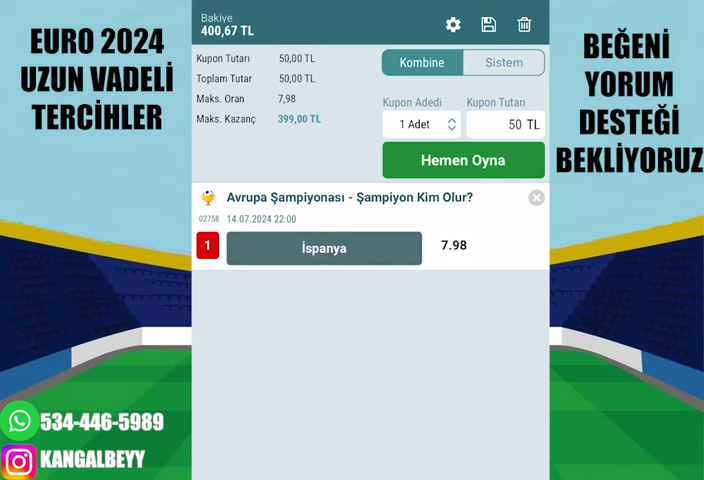 EURO 2024
UZUN VADELİ
TERCİHLER
Bakiye
400,67 TL
Kupon Tutarı 50,00 TL
Toplam Tutar 50,00 TL
Maks. Oran 7,98
Maks. Kazanç 399,00 TL
Kombine Sistem
Kupon Adedi Kupon Tutarı
1 Adet 50 TL
Hemen Oyna
Avrupa Şampiyonası - Şampiyon Kim Olur?
02758 14.07.2024 22:00
1 İspanya 7.98
BEĞENİ
YORUM
DESTEĞİ
BEKLİYORUZ
534-446-5989
KANGALBEYY